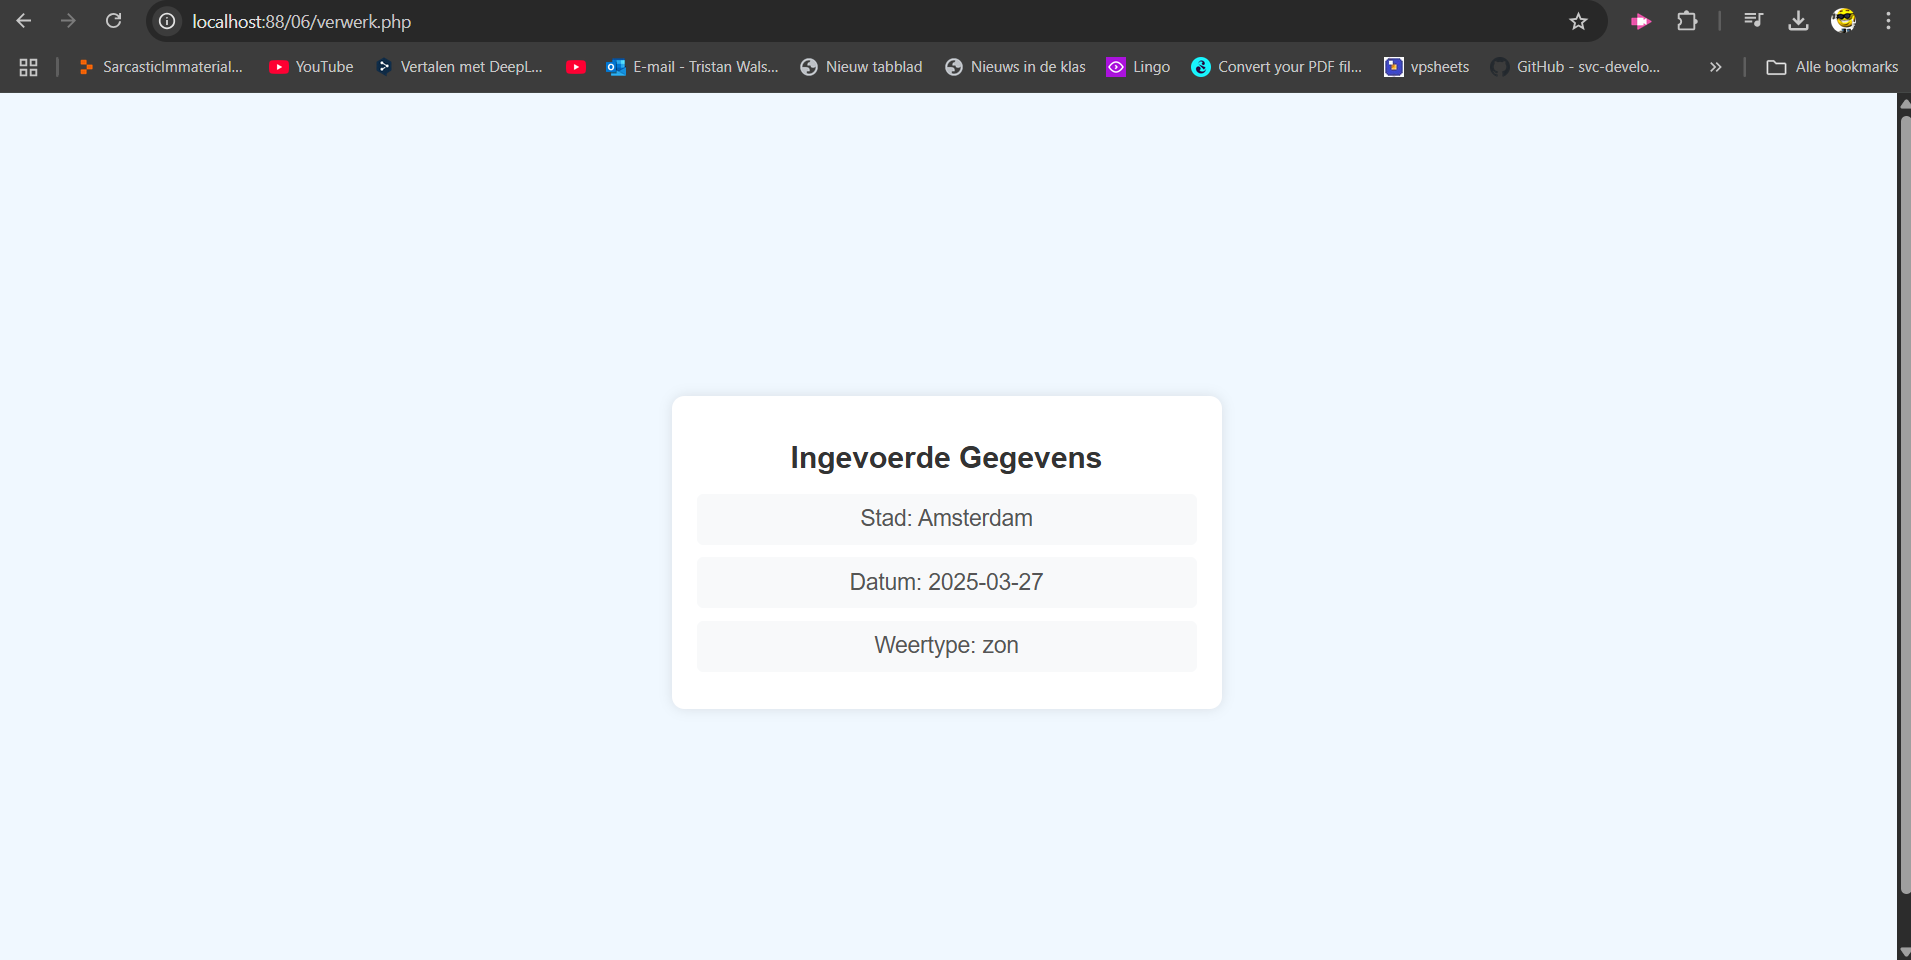 localhost:88/06/verwerk.php
SarcasticImmaterial... YouTube Vertalen met DeepL... E-mail - Tristan Wals... Nieuw tabblad Nieuws in de klas Lingo Convert your PDF fil... vpsheets GitHub - svc-develo... » Alle bookmarks
Ingevoerde Gegevens
Stad: Amsterdam
Datum: 2025-03-27
Weertype: zon